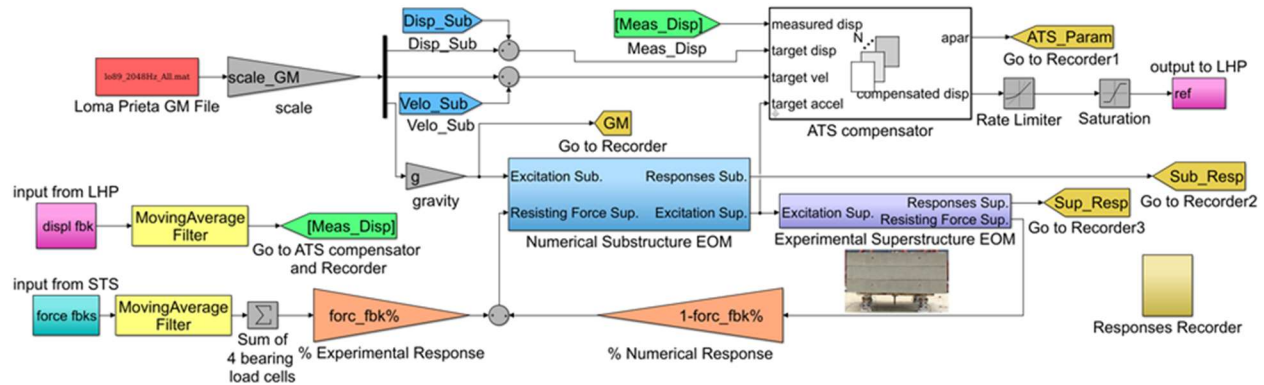 Disp_Sub
Disp_Sub
[Meas_Disp]
Meas_Disp
measured disp
target disp
target vel
target accel
N
apar
compensated disp
ATS compensator
ATS_Param
Go to Recorder1
output to LHP
ref
Rate Limiter
Saturation
lo89_2048Hz_All.mat
Loma Prieta GM File
scale_GM
scale
Velo_Sub
Velo_Sub
GM
Go to Recorder
g
gravity
Excitation Sub.
Responses Sub.
Resisting Force Sup.
Excitation Sup.
Numerical Substructure EOM
Excitation Sup.
Responses Sup.
Resisting Force Sup.
Experimental Superstructure EOM
Sub_Resp
Go to Recorder2
Sup_Resp
Go to Recorder3
input from LHP
displ fbk
MovingAverage
Filter
[Meas_Disp]
Go to ATS compensator
and Recorder
input from STS
force fbks
MovingAverage
Filter
Σ
Sum of
4 bearing
load cells
forc_fbk%
% Experimental Response
1-forc_fbk%
% Numerical Response
Responses Recorder